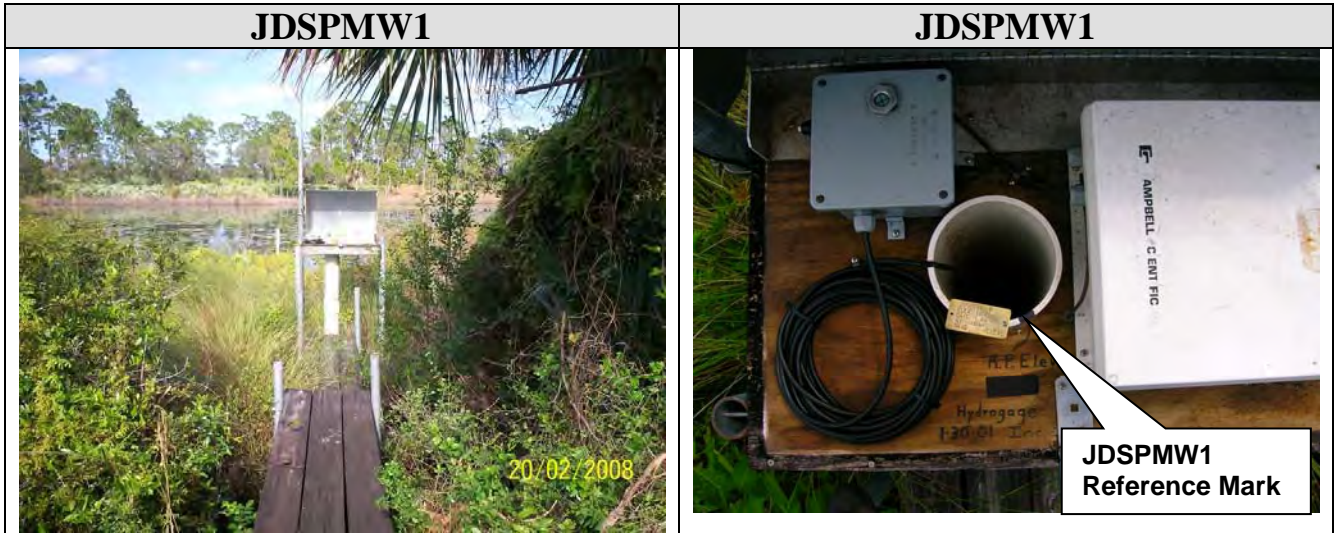 JDSPMW1
JDSPMW1
20/02/2008
AMPBELL C ENT FIC
R.P. Ele
Hydrogage
1-30-01 Inc.
JDSPMW1
Reference Mark